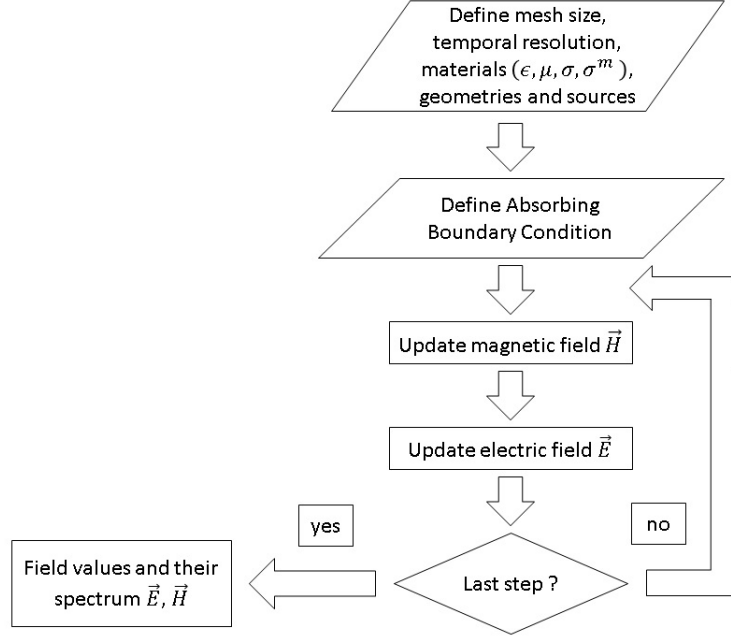 Define mesh size,
temporal resolution,
materials (ϵ, μ, σ, σᵐ ),
geometries and sources
Define Absorbing
Boundary Condition
Update magnetic field H⃗
Update electric field E⃗
yes
no
Last step ?
Field values and their
spectrum E⃗, H⃗